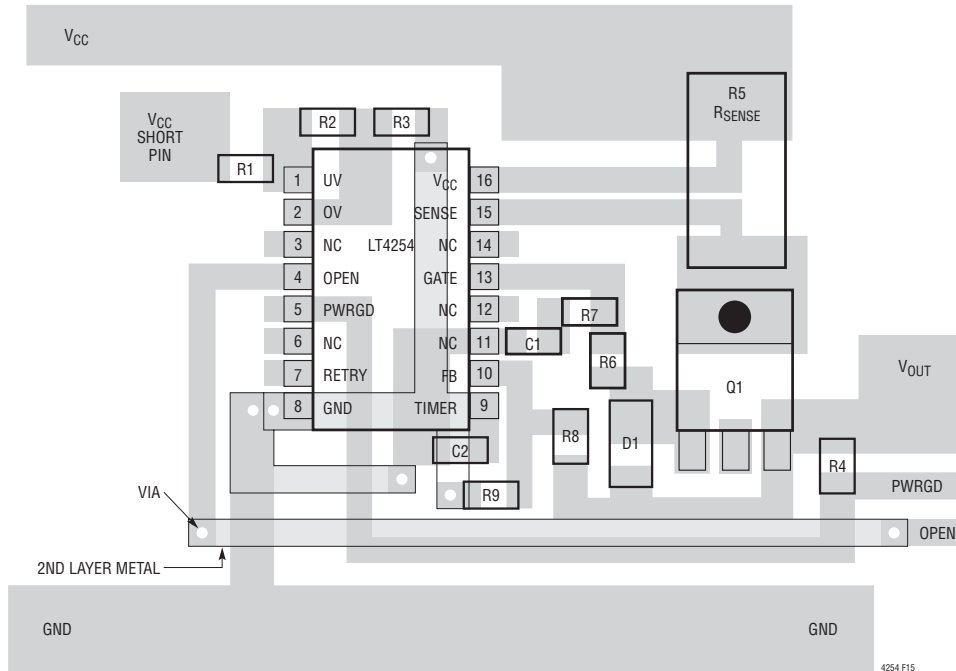 VCC
R5
RSENSE
VCC
SHORT
PIN
R2
R3
R1
1
UV
VCC
16
2
OV
SENSE
15
3
NC
LT4254
NC
14
4
OPEN
GATE
13
5
PWRGD
NC
12
6
NC
NC
11
7
RETRY
FB
10
8
GND
TIMER
9
R7
C1
R6
Q1
VOUT
R8
D1
C2
R4
R9
PWRGD
VIA
OPEN
2ND LAYER METAL
GND
GND
4254 F15